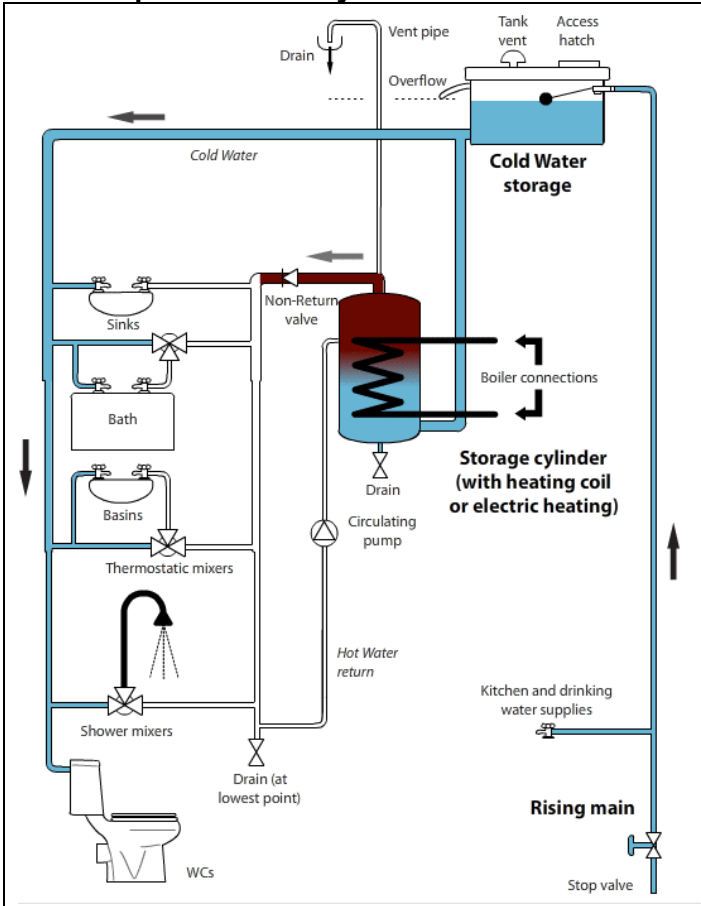 Tank
vent
Access
hatch
Vent pipe
Drain
Overflow
Cold Water
Cold Water
storage
Non-Return
valve
Sinks
Boiler connections
Bath
Storage cylinder
(with heating coil
or electric heating)
Drain
Basins
Circulating
pump
Thermostatic mixers
Hot Water
return
Kitchen and drinking
water supplies
Shower mixers
Drain (at
lowest point)
Rising main
WCs
Stop valve